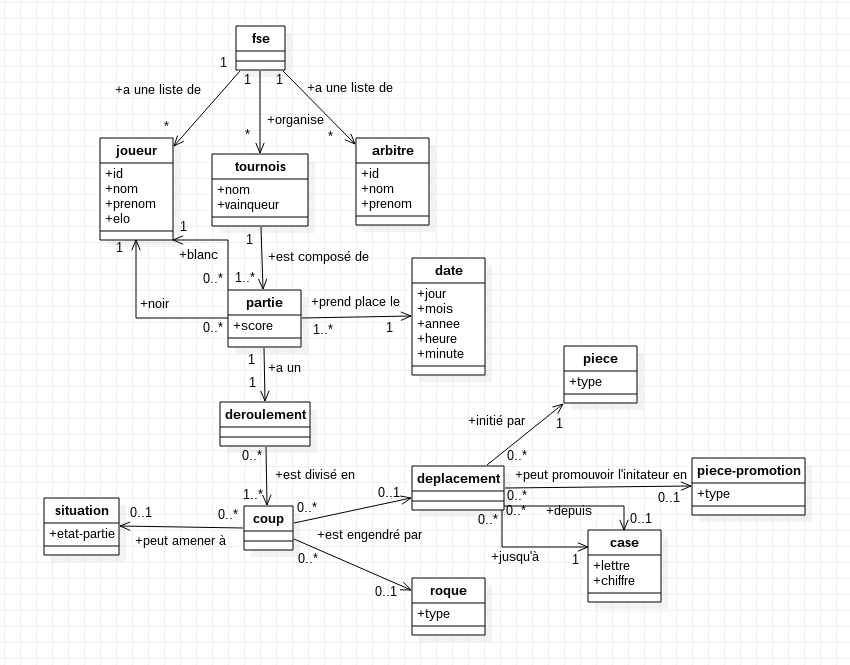 fse
1
1
1
+a une liste de
+a une liste de
+organise
*
*
*
joueur
+id
+nom
+prenom
+elo
tournois
+nom
+vainqueur
arbitre
+id
+nom
+prenom
1
1
1
+blanc
+est composé de
0..*
1..*
+noir
0..*
partie
+score
+prend place le
1..*
1
date
+jour
+mois
+annee
+heure
+minute
1
+a un
1
piece
+type
deroulement
+initié par
1
0..*
0..*
+est divisé en
1..*
deplacement
+peut promouvoir l'initateur en
piece-promotion
+type
0..*
0..1
0..1
situation
+etat-partie
0..1
0..*
+peut amener à
coup
0..*
0..*
0..*
+depuis
0..1
+est engendré par
+jusqu'à
1
case
+lettre
+chiffre
0..*
0..1
roque
+type